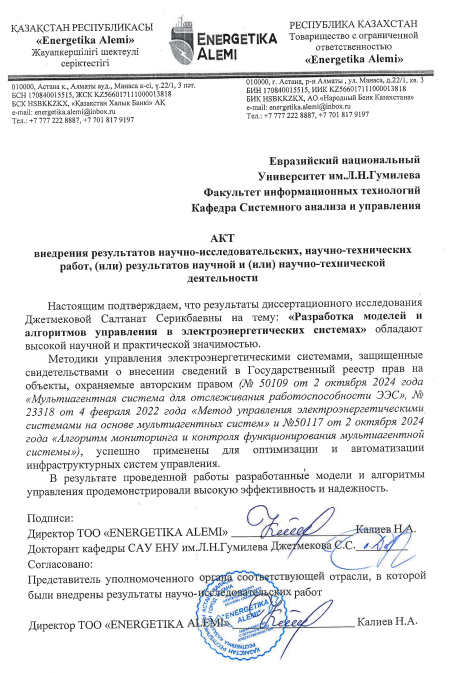 ҚАЗАҚСТАН РЕСПУБЛИКАСЫ
«Energetika Alemi»
Жауапкершілігі шектеулі
серіктестігі
ENERGETIKA
ALEMI
РЕСПУБЛИКА КАЗАХСТАН
Товарищество с ограниченной
ответственностью
«Energetika Alemi»
010000, Астана қ., Алматы ауд., Манаса к-сі, ү.22/1, 3 пәт.
БСН 170840015515, ЖСК KZ566017111000013818
БСК HSBKKZKX, «Қазақстан Халық Банкі» АҚ
e-mail: energetika.alemi@inbox.ru
Тел.: +7 777 222 8887, +7 701 817 9197
010000, г. Астана, р-н Алматы , ул. Манаса, д.22/1, кв. 3
БИН 170840015515, ИИК KZ566017111000013818
БИК HSBKKZKX, АО «Народный Банк Казахстана»
e-mail: energetika.alemi@inbox.ru
Тел.: +7 777 222 8887, +7 701 817 9197
Евразийский национальный
Университет им.Л.Н.Гумилева
Факультет информационных технологий
Кафедра Системного анализа и управления
АКТ
внедрения результатов научно-исследовательских, научно-технических
работ, (или) результатов научной и (или) научно-технической
деятельности
Настоящим подтверждаем, что результаты диссертационного исследования
Джетмековой Салтанат Серикбаевны на тему: «Разработка моделей и
алгоритмов управления в электроэнергетических системах» обладают
высокой научной и практической значимостью.
Методики управления электроэнергетическими системами, защищенные
свидетельствами о внесении сведений в Государственный реестр прав на
объекты, охраняемые авторским правом (№ 50109 от 2 октября 2024 года
«Мультиагентная система для отслеживания работоспособности ЭЭС», №
23318 от 4 февраля 2022 года «Метод управления электроэнергетическими
системами на основе мультиагентных систем» и №50117 от 2 октября 2024
года «Алгоритм мониторинга и контроля функционирования мультиагентной
системы»), успешно применены для оптимизации и автоматизации
инфраструктурных систем управления.
В результате проведенной работы разработанные модели и алгоритмы
управления продемонстрировали высокую эффективность и надежность.
Подписи:
Директор ТОО «ENERGETIKA ALEMI» Калиев Н.А.
Докторант кафедры САУ ЕНУ им.Л.Н.Гумилева Джетмекова С.С.
Согласовано:
Представитель уполномоченного органа соответствующей отрасли, в которой
были внедрены результаты научо-исследовательских работ
Директор ТОО «ENERGETIKA ALEMI» Калиев Н.А.
ENERGETIKA
ALEMI